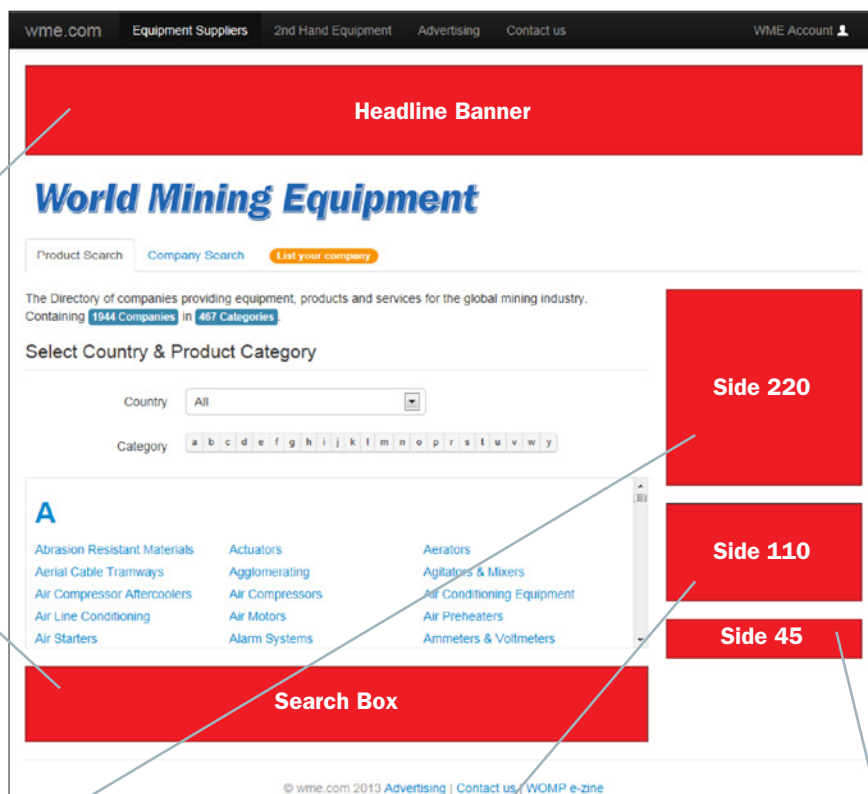 wme.com Equipment Suppliers 2nd Hand Equipment Advertising Contact us WME Account
Headline Banner
World Mining Equipment
Product Search Company Search List your company
The Directory of companies providing equipment, products and services for the global mining industry.
Containing 1944 Companies in 467 Categories.
Select Country & Product Category
Country All
Category a b c d e f g h i j k l m n o p r s t u v w y
A
Abrasion Resistant Materials Actuators Aerators
Aerial Cable Tramways Agglomerating Agitators & Mixers
Air Compressor Aftercoolers Air Compressors Air Conditioning Equipment
Air Line Conditioning Air Motors Air Preheaters
Air Starters Alarm Systems Ammeters & Voltmeters
Side 220
Side 110
Side 45
Search Box
© wme.com 2013 Advertising | Contact us | WOMP e-zine